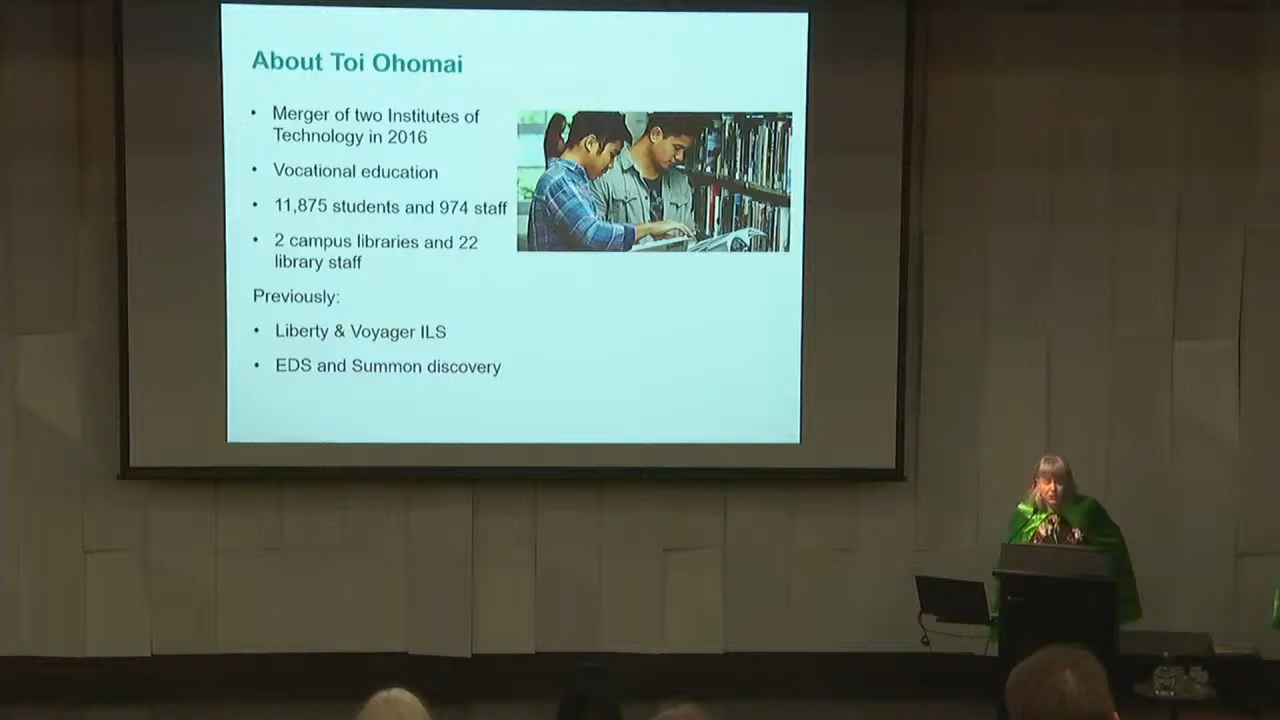 About Toi Ohomai
• Merger of two Institutes of
Technology in 2016
• Vocational education
• 11,875 students and 974 staff
• 2 campus libraries and 22
library staff
Previously:
• Liberty & Voyager ILS
• EDS and Summon discovery